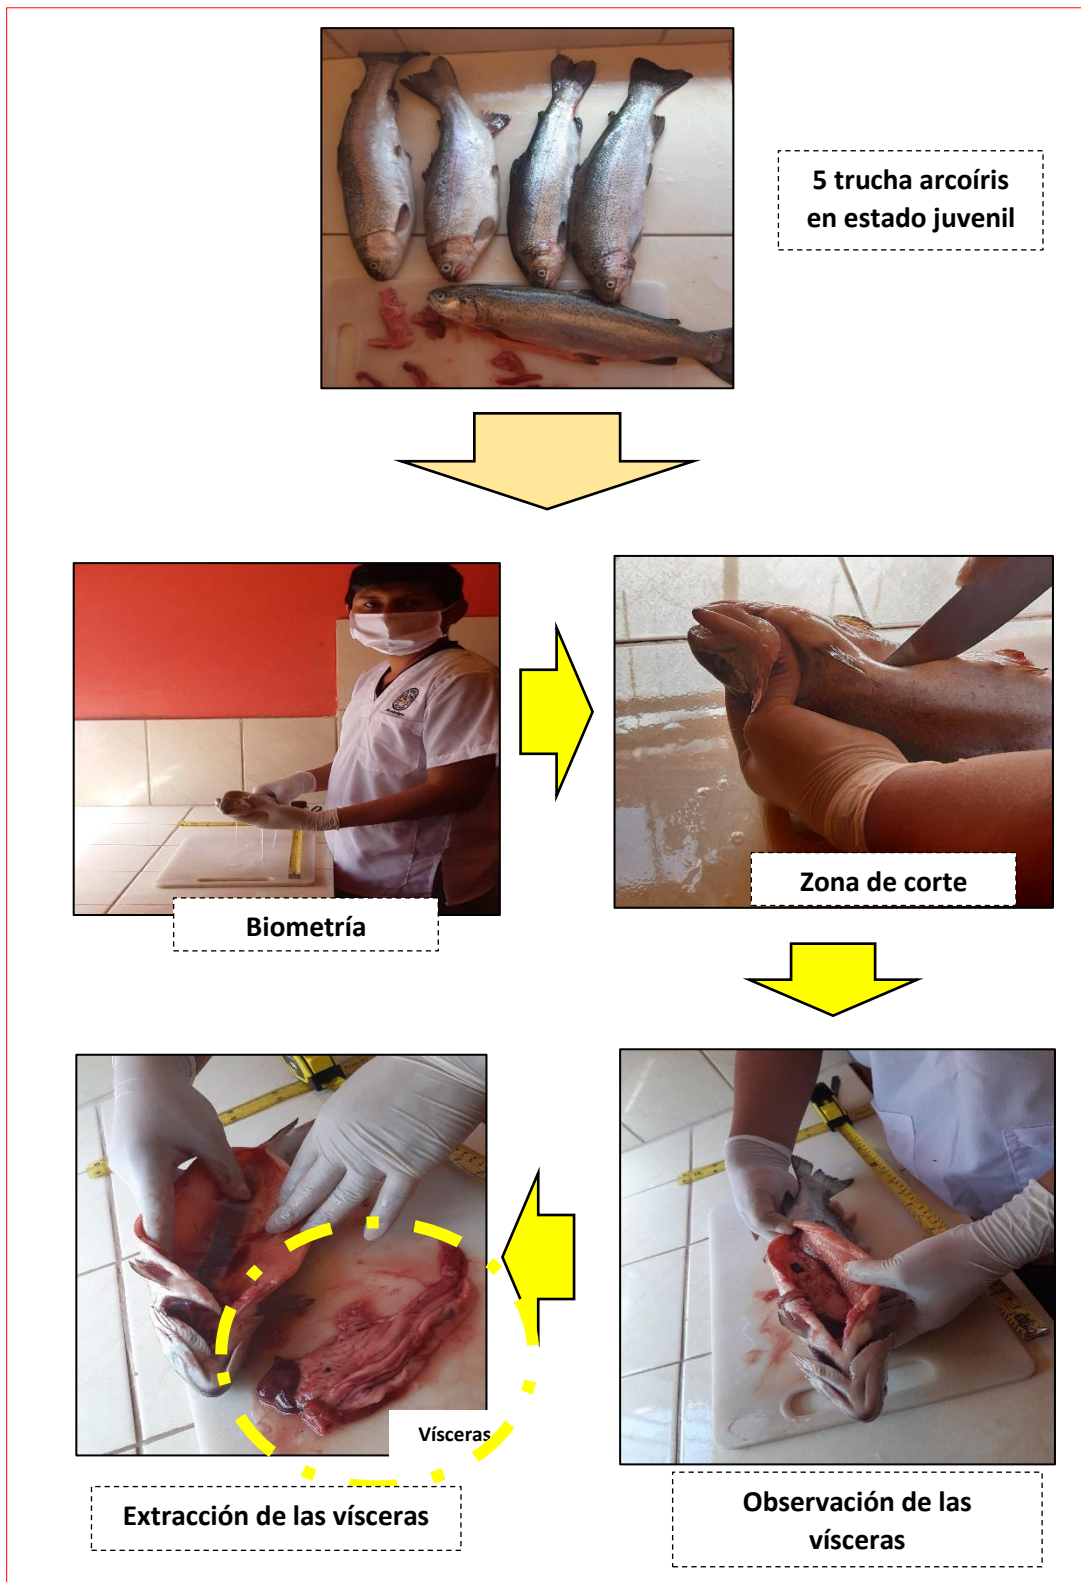 5 trucha arcoíris
en estado juvenil
Biometría
Zona de corte
Vísceras
Extracción de las vísceras
Observación de las
vísceras